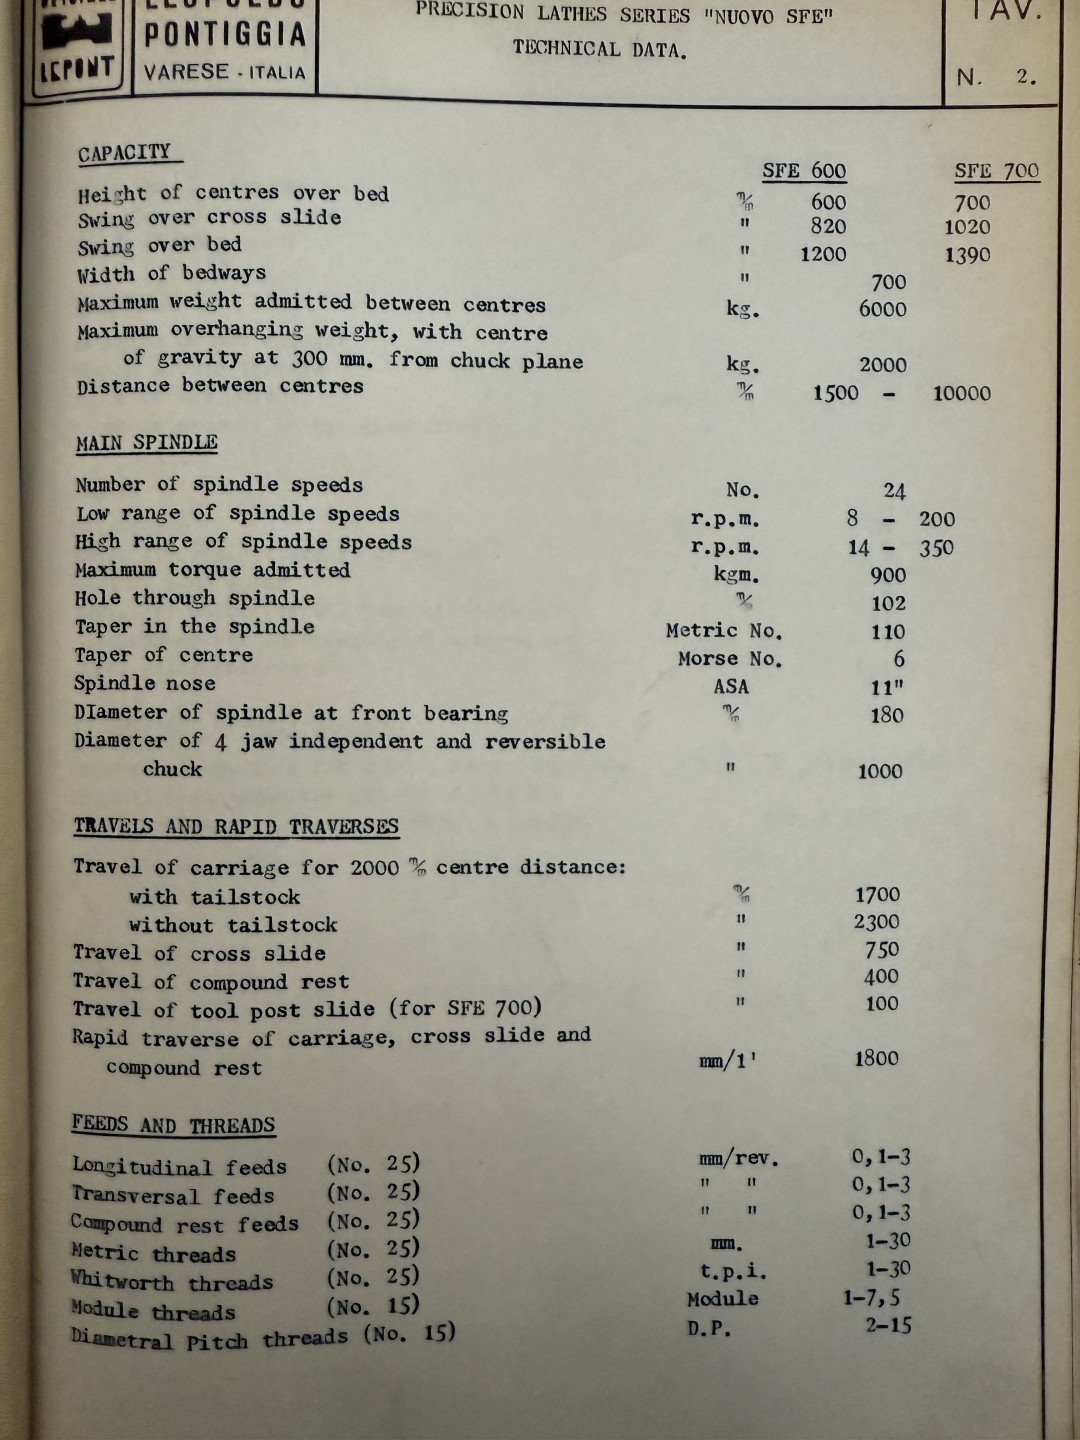 LEPONT
LEOPOLDO
PONTIGGIA
VARESE - ITALIA
PRECISION LATHES SERIES "NUOVO SFE"
TECHNICAL DATA.
TAV.
N. 2.
CAPACITY
SFE 600 SFE 700
Height of centres over bed m/m 600 700
Swing over cross slide " 820 1020
Swing over bed " 1200 1390
Width of bedways " 700
Maximum weight admitted between centres kg. 6000
Maximum overhanging weight, with centre
of gravity at 300 mm. from chuck plane kg. 2000
Distance between centres m/m 1500 - 10000
MAIN SPINDLE
Number of spindle speeds No. 24
Low range of spindle speeds r.p.m. 8 - 200
High range of spindle speeds r.p.m. 14 - 350
Maximum torque admitted kgm. 900
Hole through spindle m/m 102
Taper in the spindle Metric No. 110
Taper of centre Morse No. 6
Spindle nose ASA 11"
DIameter of spindle at front bearing m/m 180
Diameter of 4 jaw independent and reversible
chuck " 1000
TRAVELS AND RAPID TRAVERSES
Travel of carriage for 2000 m/m centre distance:
with tailstock m/m 1700
without tailstock " 2300
Travel of cross slide " 750
Travel of compound rest " 400
Travel of tool post slide (for SFE 700) " 100
Rapid traverse of carriage, cross slide and
compound rest mm/1' 1800
FEEDS AND THREADS
Longitudinal feeds (No. 25) mm/rev. 0,1-3
Transversal feeds (No. 25) " " 0,1-3
Compound rest feeds (No. 25) " " 0,1-3
Metric threads (No. 25) mm. 1-30
Whitworth threads (No. 25) t.p.i. 1-30
Module threads (No. 15) Module 1-7,5
Diametral Pitch threads (No. 15) D.P. 2-15